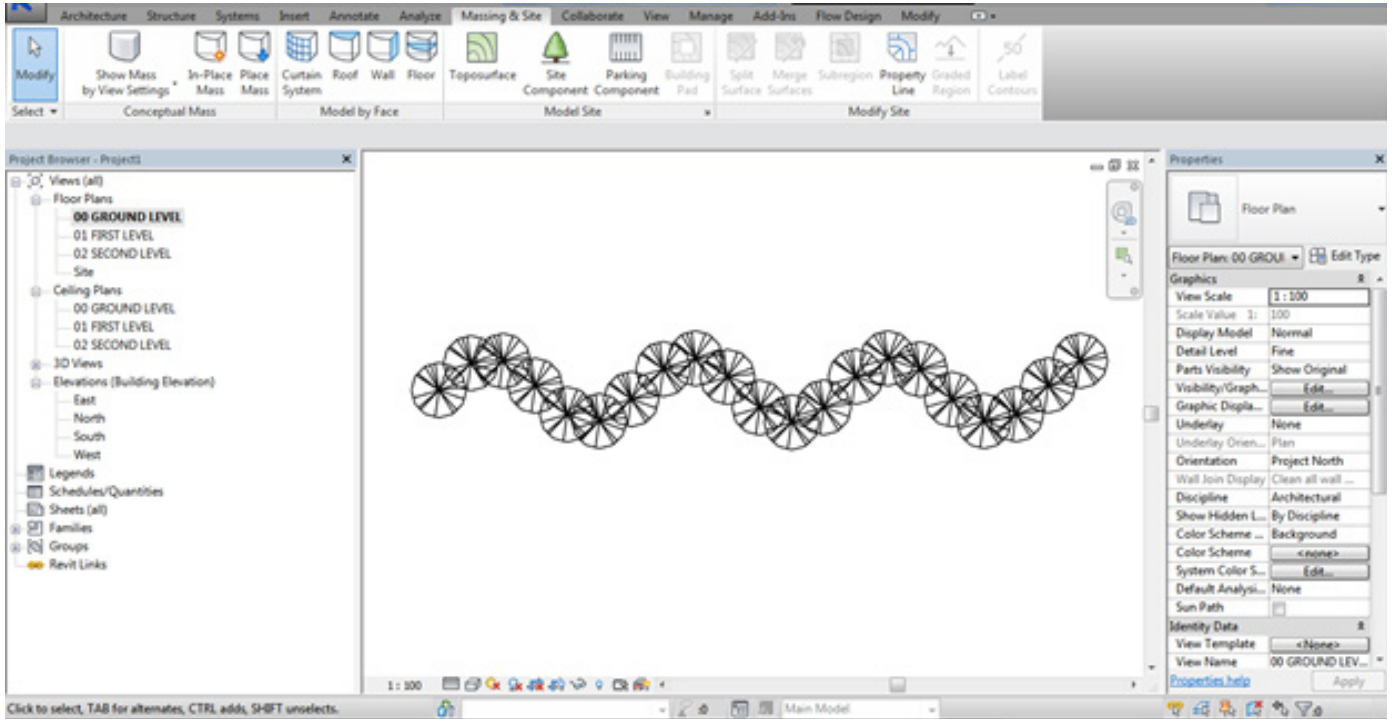 Architecture Structure Systems Insert Annotate Analyze Massing & Site Collaborate View Manage Add-Ins Flow Design Modify
Modify
Show Mass by View Settings
In-Place Mass
Place Mass
Curtain System
Roof
Wall
Floor
Toposurface
Site Component
Parking Component
Building Pad
Split Surface
Merge Surfaces
Subregion
Property Line
Graded Region
50
Label Contours
Select
Conceptual Mass
Model by Face
Model Site
Modify Site
Project Browser - Project1
Views (all)
Floor Plans
00 GROUND LEVEL
01 FIRST LEVEL
02 SECOND LEVEL
Site
Ceiling Plans
00 GROUND LEVEL
01 FIRST LEVEL
02 SECOND LEVEL
3D Views
Elevations (Building Elevation)
East
North
South
West
Legends
Schedules/Quantities
Sheets (all)
Families
Groups
Revit Links
Properties
Floor Plan
Floor Plan: 00 GROUI
Edit Type
Graphics
View Scale 1 : 100
Scale Value 1: 100
Display Model Normal
Detail Level Fine
Parts Visibility Show Original
Visibility/Graph... Edit...
Graphic Displa... Edit...
Underlay None
Underlay Orien... Plan
Orientation Project North
Wall Join Display Clean all wall ...
Discipline Architectural
Show Hidden L... By Discipline
Color Scheme ... Background
Color Scheme <none>
System Color S... Edit...
Default Analysi... None
Sun Path
Identity Data
View Template <None>
View Name 00 GROUND LEV...
Properties help Apply
1 : 100
Click to select, TAB for alternates, CTRL adds, SHIFT unselects.
:0
Main Model
:0